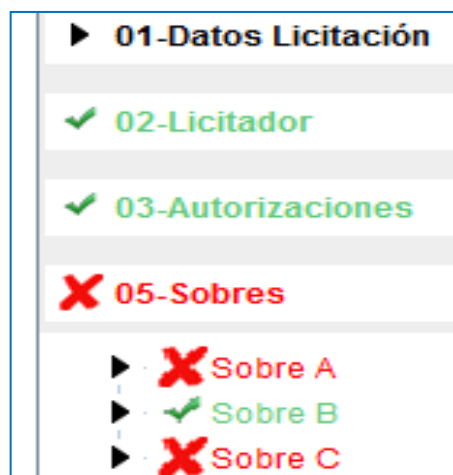 01-Datos Licitación
02-Licitador
03-Autorizaciones
05-Sobres
Sobre A
Sobre B
Sobre C